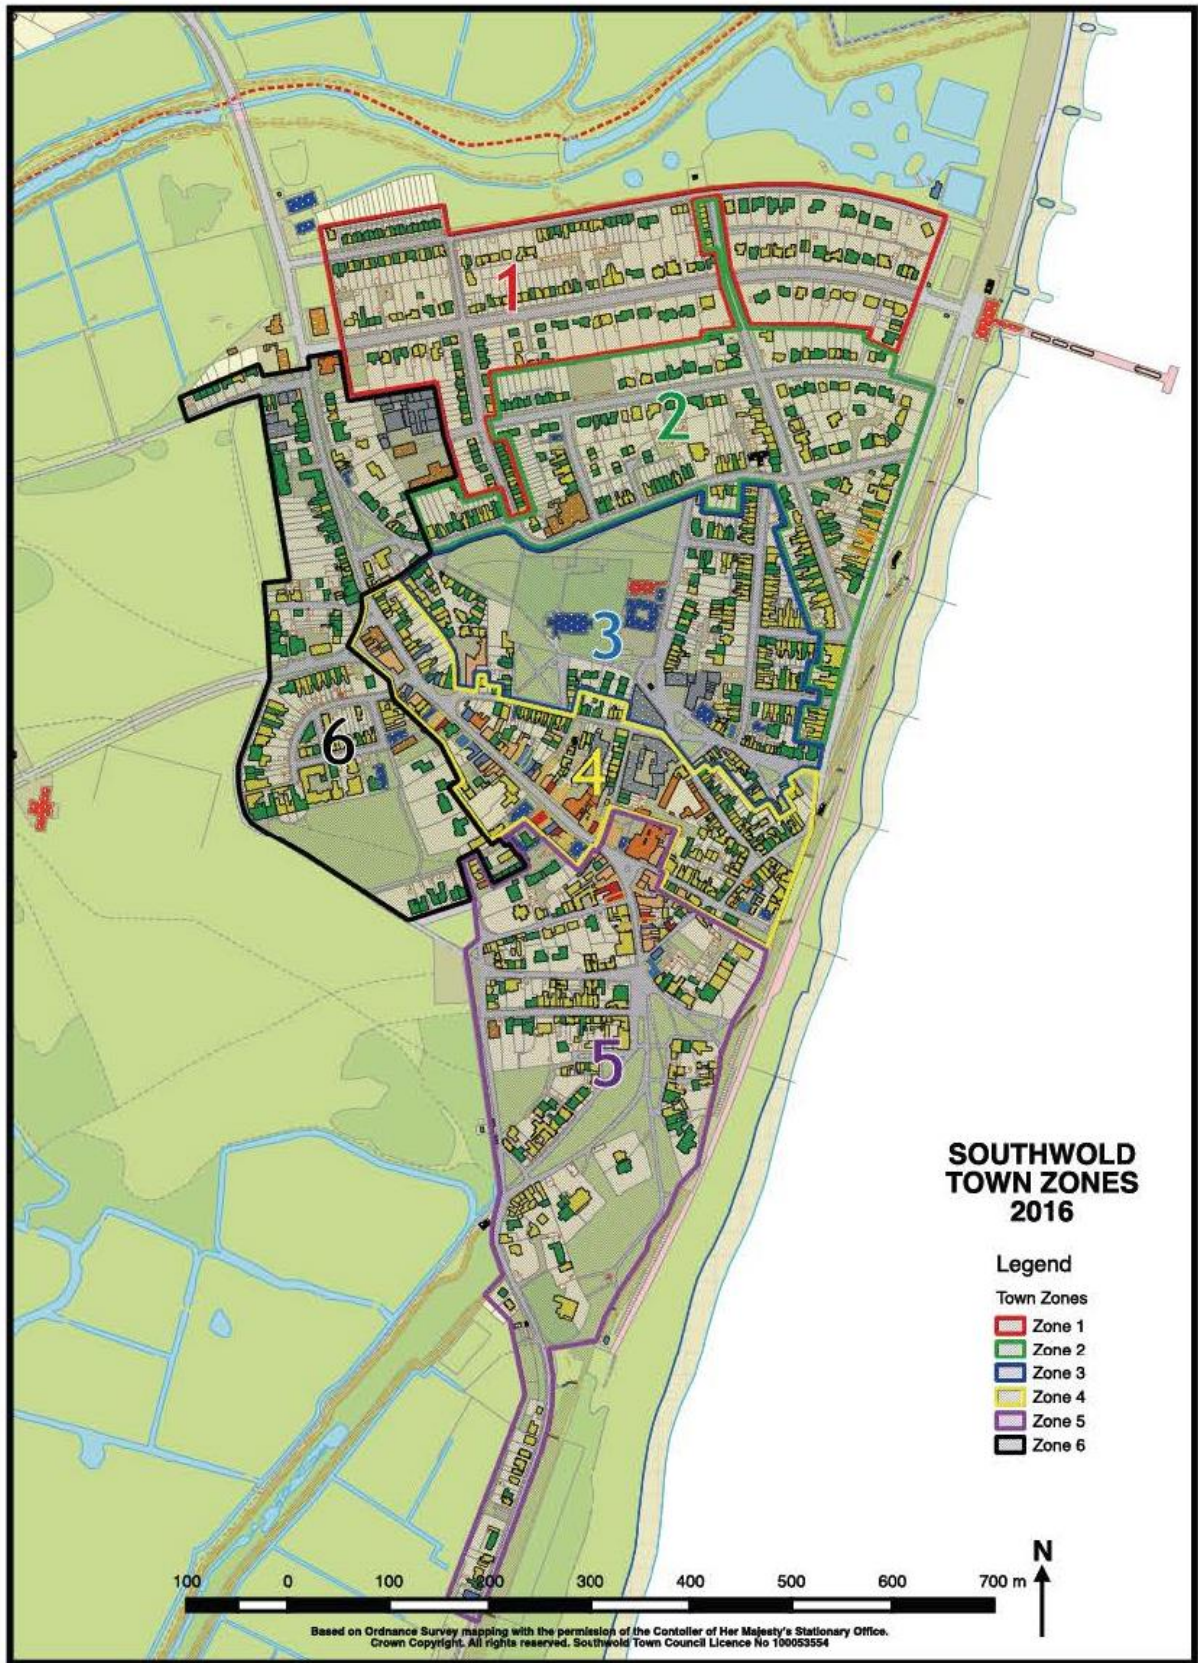 1
2
3
4
6
5
SOUTHWOLD
TOWN ZONES
2016
Legend
Town Zones
Zone 1
Zone 2
Zone 3
Zone 4
Zone 5
Zone 6
N
100 0 100 200 300 400 500 600 700 m
Based on Ordnance Survey mapping with the permission of the Contoller of Her Majesty's Stationary Office.
Crown Copyright. All rights reserved. Southwold Town Council Licence No 100053554